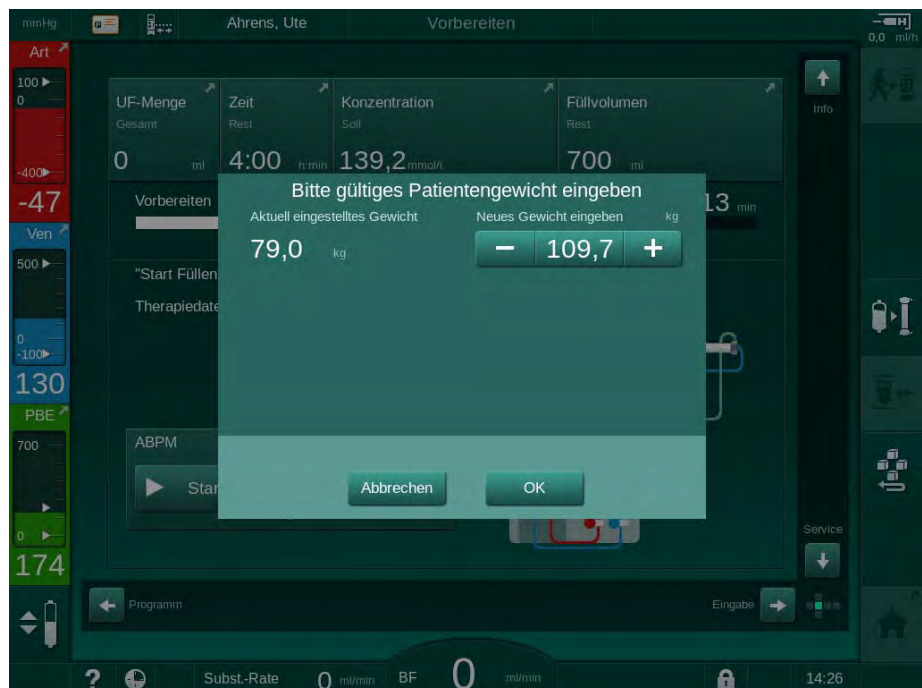 mmHg
Ahrens, Ute
Vorbereiten
0,0 ml/h
Art
100
0
-400
-47
Ven
500
0
-100
130
PBE
700
0
174
UF-Menge
Gesamt
0 ml
Zeit
Rest
4:00 h:min
Konzentration
Soll
139,2 mmol/l
Füllvolumen
Rest
700 ml
Info
Vorbereiten
13 min
"Start Füllen
Therapiedate
Bitte gültiges Patientengewicht eingeben
Aktuell eingestelltes Gewicht
79,0 kg
Neues Gewicht eingeben kg
− 109,7 +
ABPM
Star
Abbrechen
OK
Service
Programm
Eingabe
? Subst.-Rate 0 ml/min BF 0 ml/min 14:26